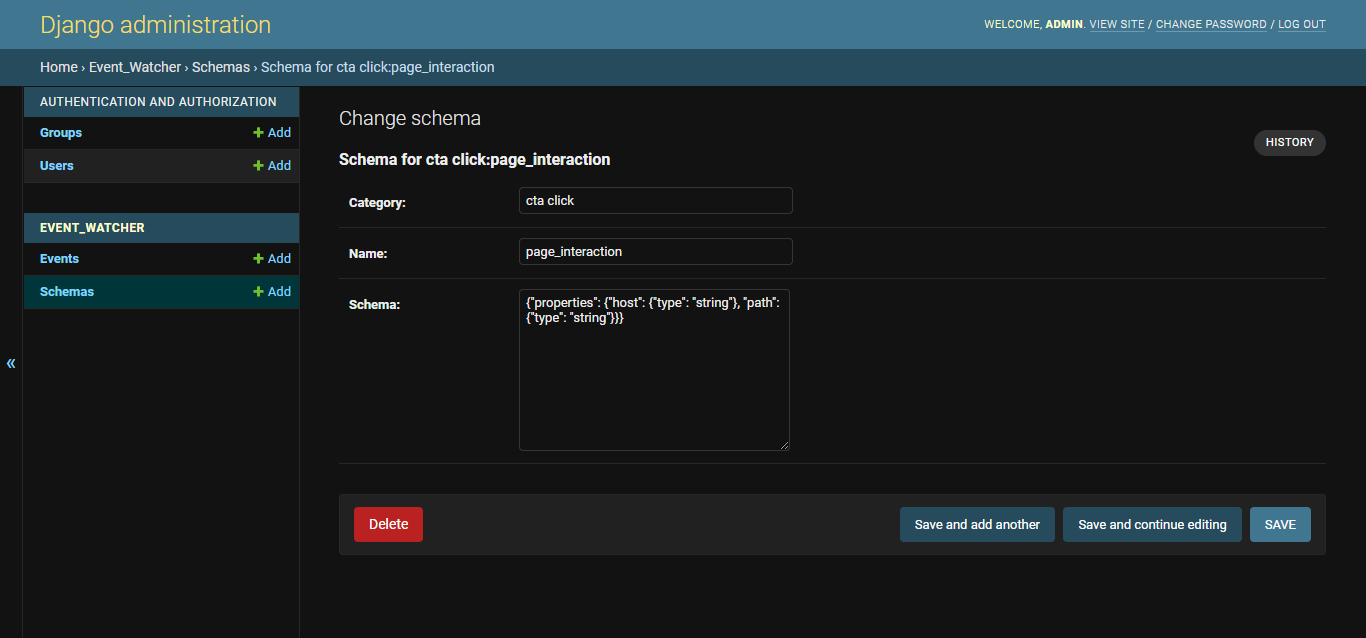 Django administration
WELCOME, ADMIN. VIEW SITE / CHANGE PASSWORD / LOG OUT
Home › Event_Watcher › Schemas › Schema for cta click:page_interaction
AUTHENTICATION AND AUTHORIZATION
Groups + Add
Users + Add
EVENT_WATCHER
Events + Add
Schemas + Add
«
Change schema
HISTORY
Schema for cta click:page_interaction
Category: cta click
Name: page_interaction
Schema: {"properties": {"host": {"type": "string"}, "path":
{"type": "string"}}}
Delete Save and add another Save and continue editing SAVE